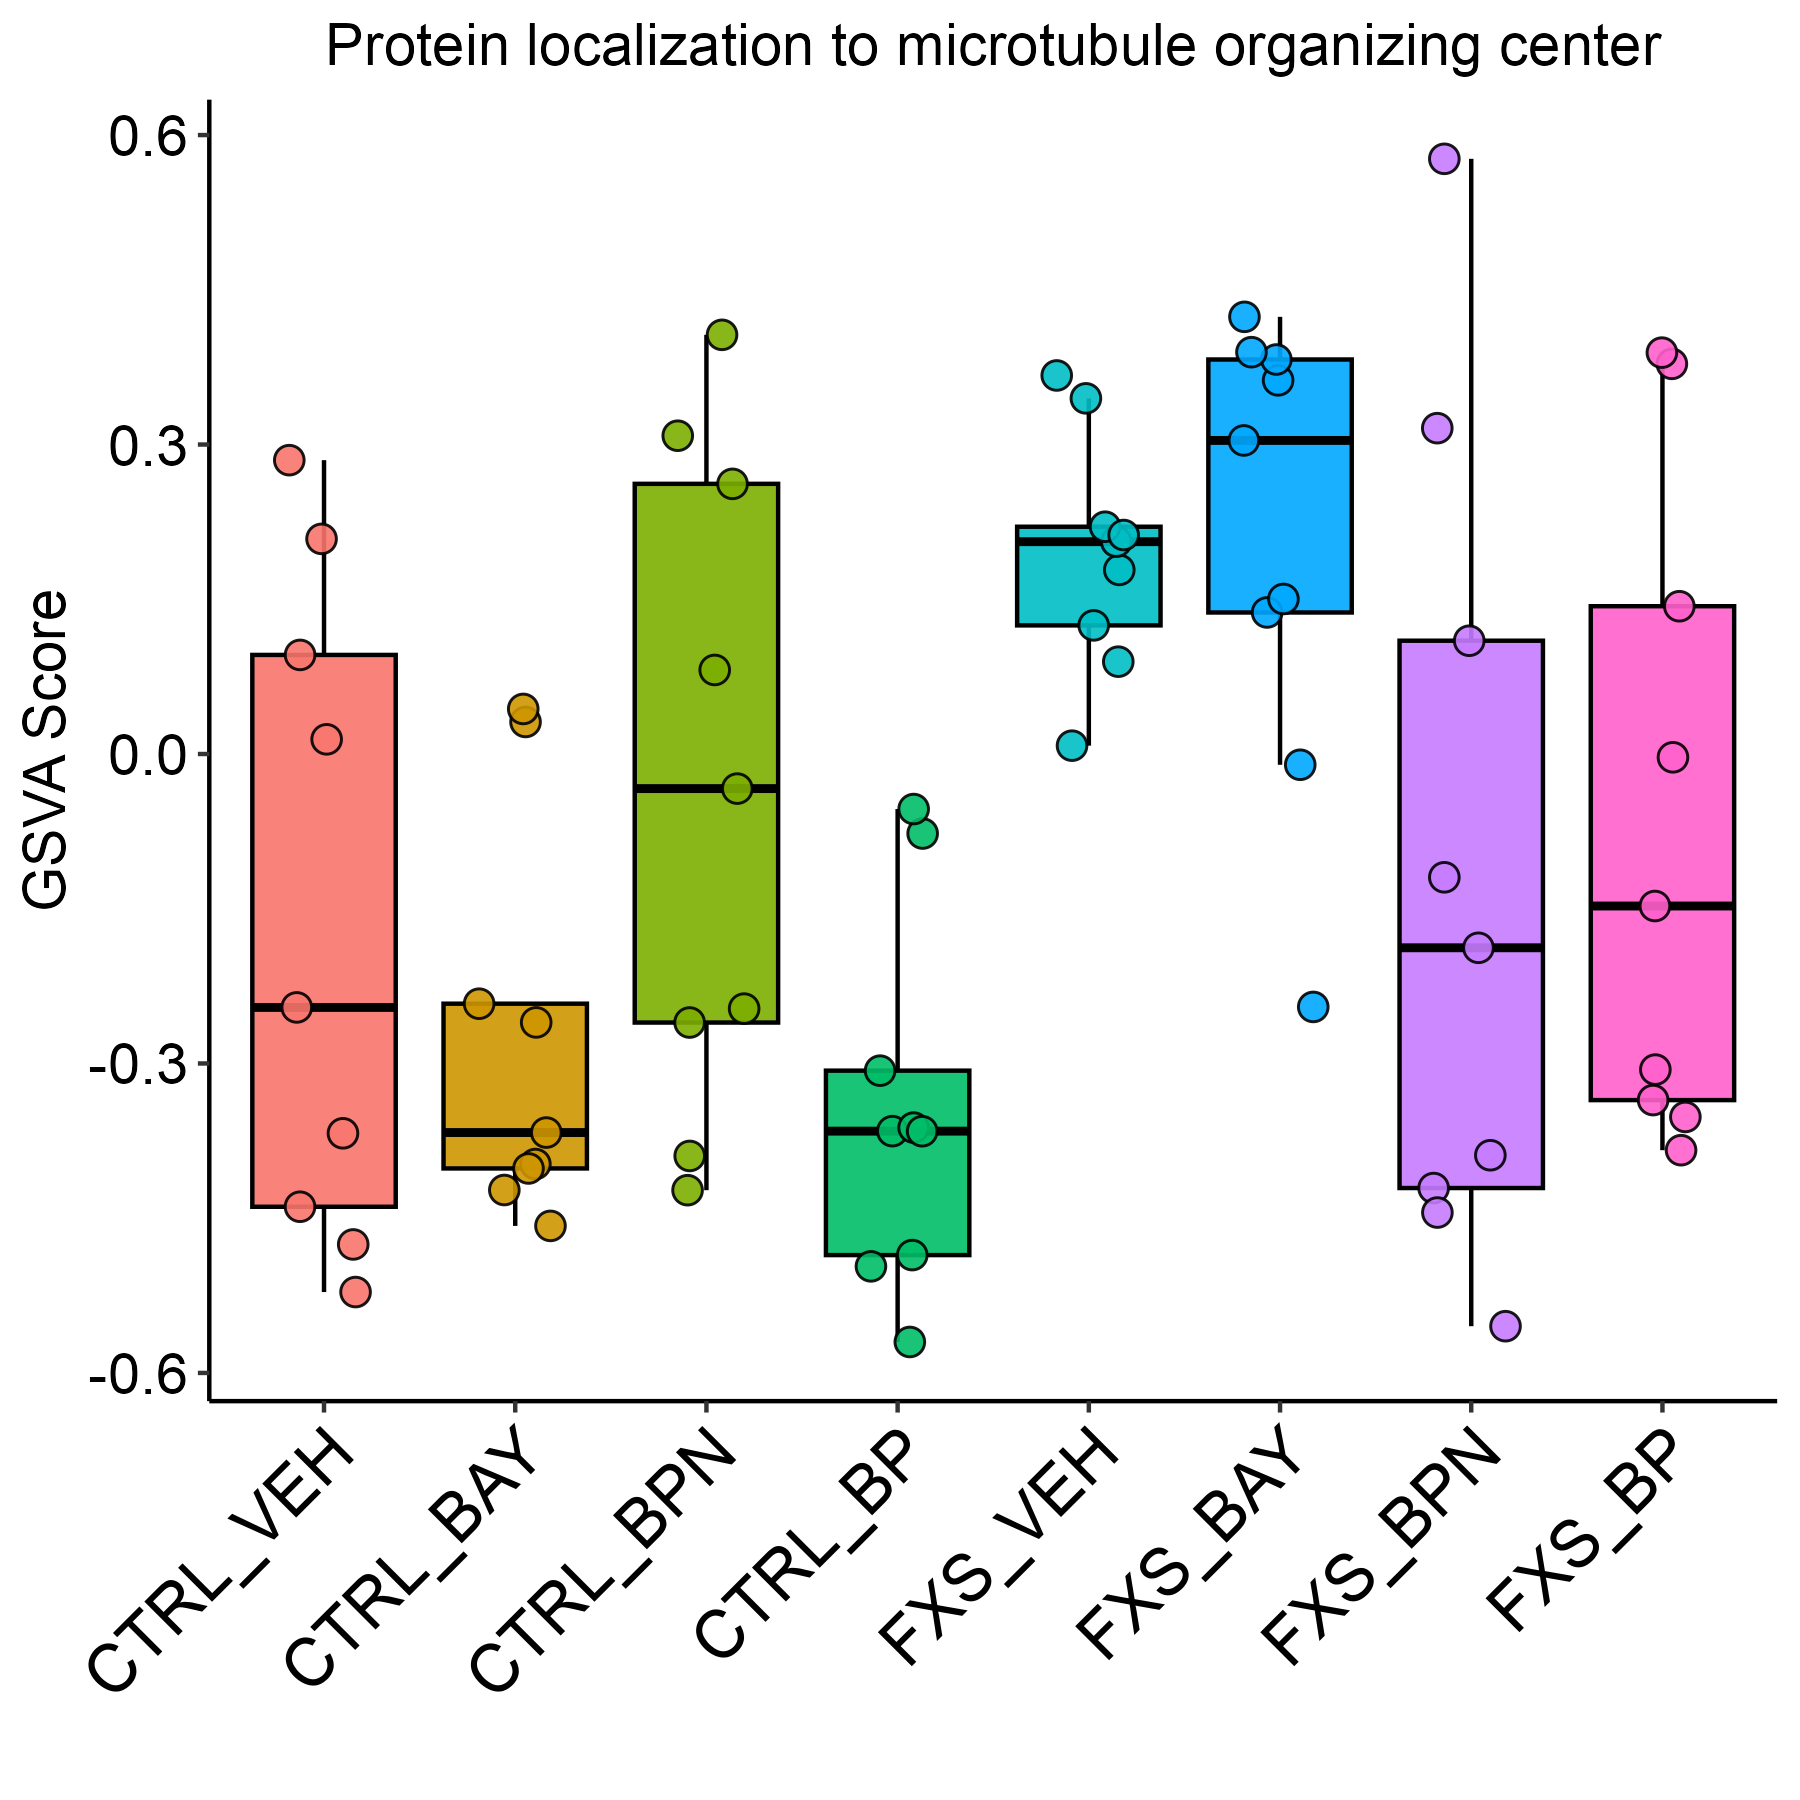 Protein localization to microtubule organizing center
GSVA Score
0.6
0.3
0.0
-0.3
-0.6
CTRL_VEH
CTRL_BAY
CTRL_BPN
CTRL_BP
FXS_VEH
FXS_BAY
FXS_BPN
FXS_BP